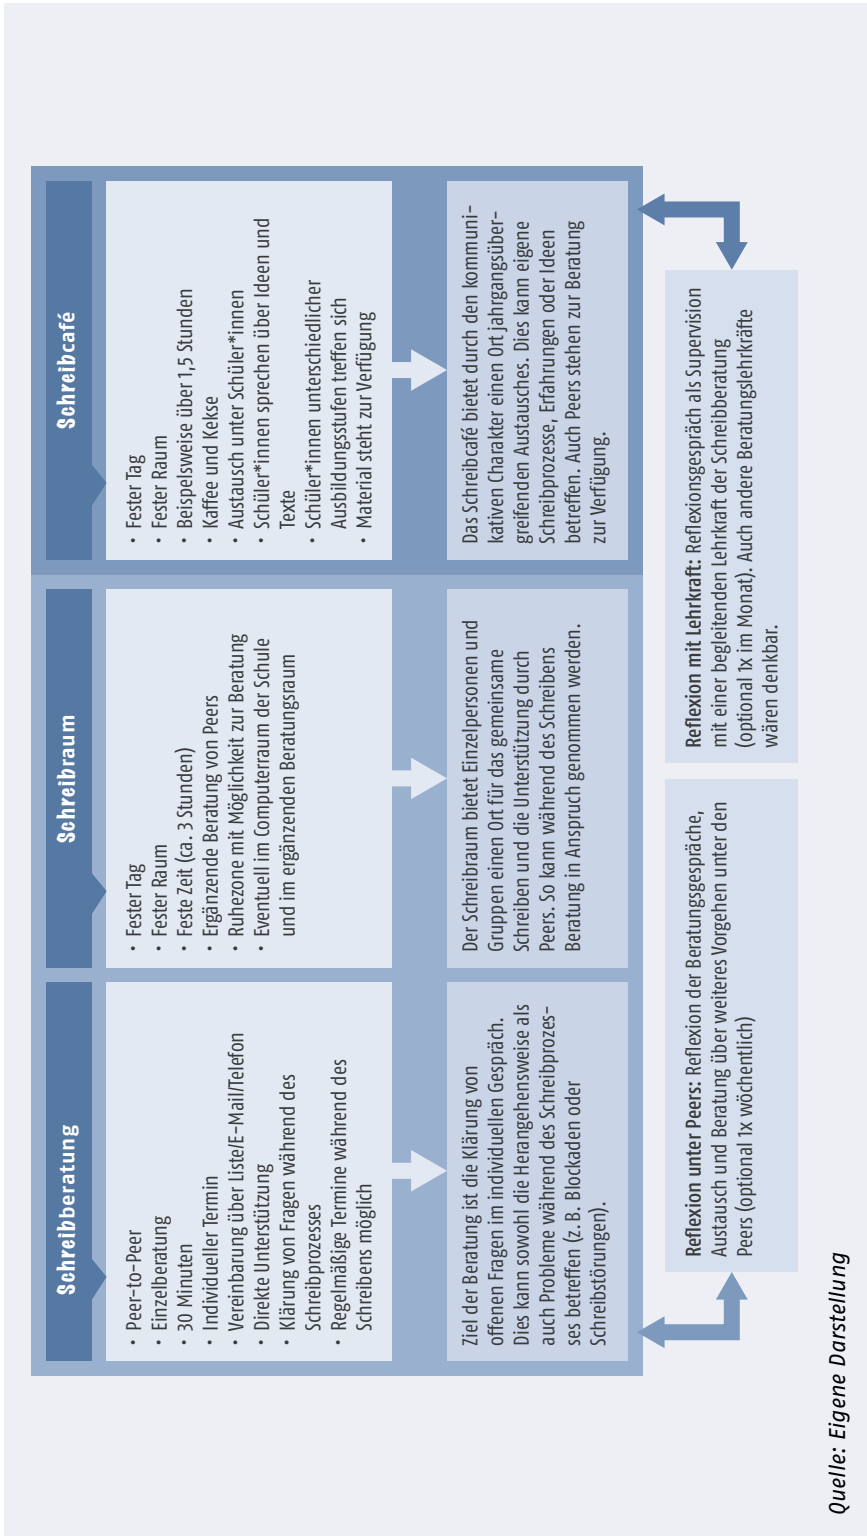 Schreibberatung
• Peer-to-Peer
• Einzelberatung
• 30 Minuten
• Individueller Termin
• Vereinbarung über Liste/E-Mail/Telefon
• Direkte Unterstützung
• Klärung von Fragen während des
Schreibprozesses
• Regelmäßige Termine während des
Schreibens möglich
Ziel der Beratung ist die Klärung von
offenen Fragen im individuellen Gespräch.
Dies kann sowohl die Herangehensweise als
auch Probleme während des Schreibprozes-
ses betreffen (z. B. Blockaden oder
Schreibstörungen).
Schreibraum
• Fester Tag
• Fester Raum
• Feste Zeit (ca. 3 Stunden)
• Ergänzende Beratung von Peers
• Ruhezone mit Möglichkeit zur Beratung
• Eventuell im Computerraum der Schule
und im ergänzenden Beratungsraum
Der Schreibraum bietet Einzelpersonen und
Gruppen einen Ort für das gemeinsame
Schreiben und die Unterstützung durch
Peers. So kann während des Schreibens
Beratung in Anspruch genommen werden.
Schreibcafé
• Fester Tag
• Fester Raum
• Beispielsweise über 1,5 Stunden
• Kaffee und Kekse
• Austausch unter Schüler*innen
• Schüler*innen sprechen über Ideen und
Texte
• Schüler*innen unterschiedlicher
Ausbildungsstufen treffen sich
• Material steht zur Verfügung
Das Schreibcafé bietet durch den kommuni-
kativen Charakter einen Ort jahrgangsüber-
greifenden Austausches. Dies kann eigene
Schreibprozesse, Erfahrungen oder Ideen
betreffen. Auch Peers stehen zur Beratung
zur Verfügung.
Reflexion unter Peers: Reflexion der Beratungsgespräche,
Austausch und Beratung über weiteres Vorgehen unter den
Peers (optional 1x wöchentlich)
Reflexion mit Lehrkraft: Reflexionsgespräch als Supervision
mit einer begleitenden Lehrkraft der Schreibberatung
(optional 1x im Monat). Auch andere Beratungslehrkräfte
wären denkbar.
Quelle: Eigene Darstellung